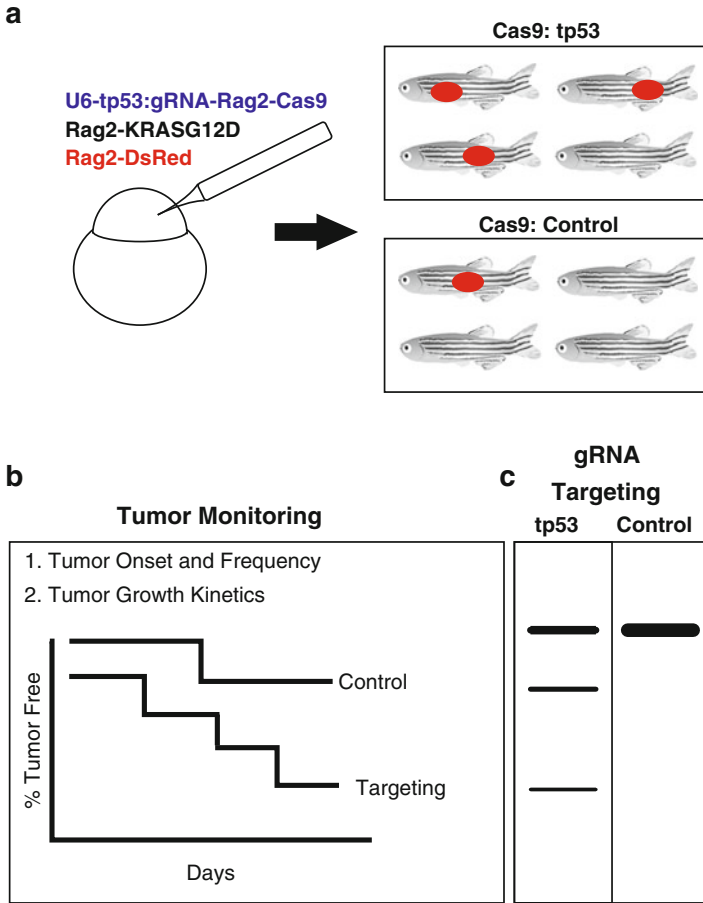 a
Cas9: tp53
U6-tp53:gRNA-Rag2-Cas9
Rag2-KRASG12D
Rag2-DsRed
Cas9: Control
b
Tumor Monitoring
1. Tumor Onset and Frequency
2. Tumor Growth Kinetics
% Tumor Free
Control
Targeting
Days
c
gRNA
Targeting
tp53 Control